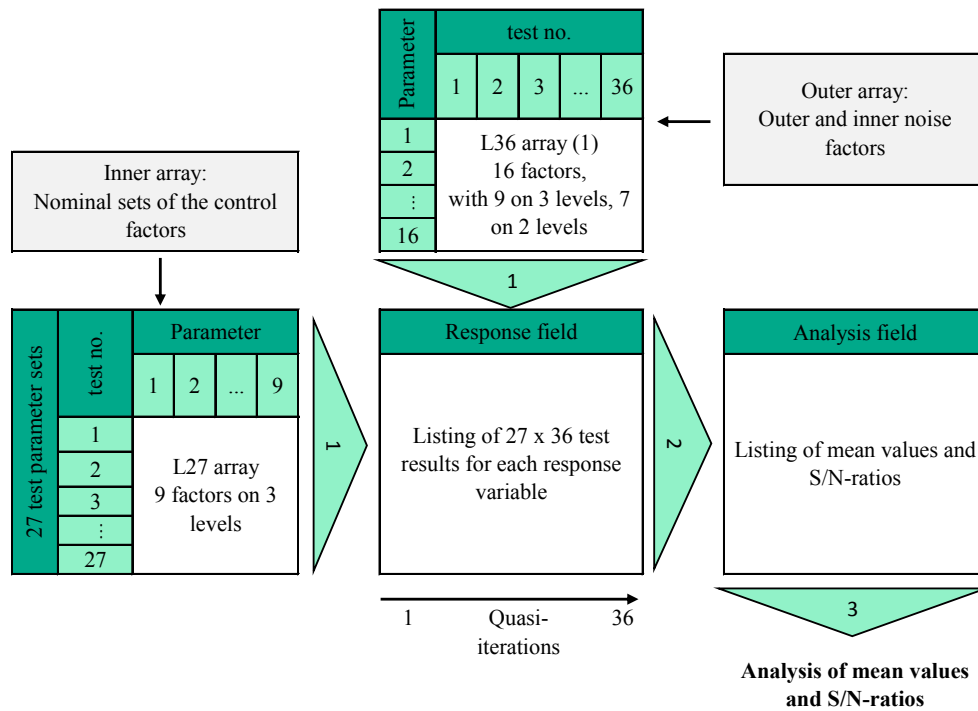 test no.
Parameter
1 2 3 ... 36
1
2
⋮
16
L36 array (1)
16 factors,
with 9 on 3 levels, 7
on 2 levels
Outer array:
Outer and inner noise
factors
Inner array:
Nominal sets of the control
factors
1
27 test parameter sets
test no.
Parameter
1 2 ... 9
1
2
3
⋮
27
L27 array
9 factors on 3
levels
1
Response field
Listing of 27 x 36 test
results for each response
variable
2
Analysis field
Listing of mean values and
S/N-ratios
1 Quasi- 36
iterations
3
Analysis of mean values
and S/N-ratios